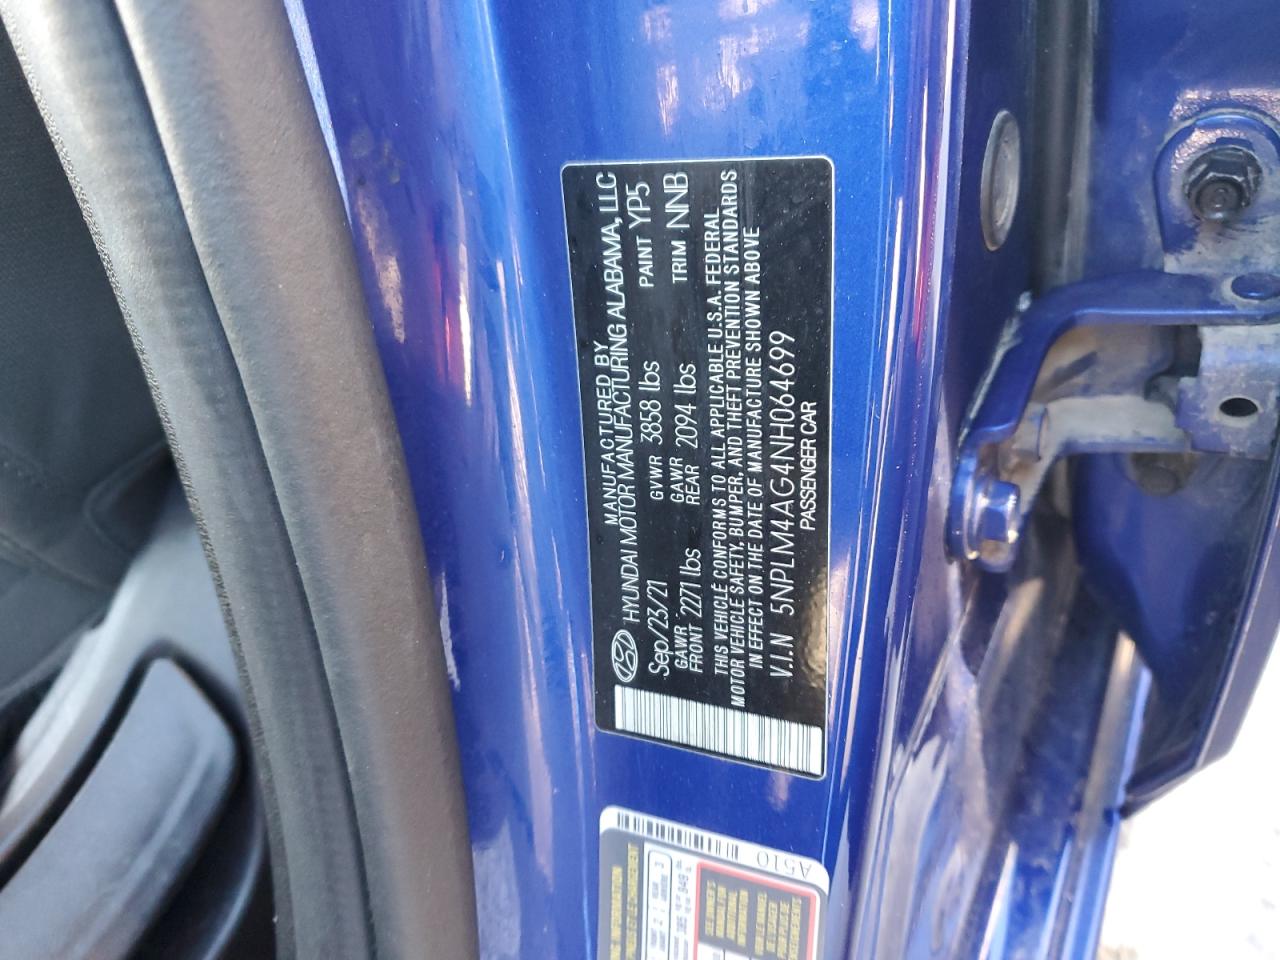 MANUFACTURED BY
HYUNDAI MOTOR MANUFACTURING ALABAMA, LLC
Sep/23/21 GVWR 3858 lbs PAINT YP5
GAWR FRONT 2271 lbs GAWR REAR 2094 lbs TRIM NNB
THIS VEHICLE CONFORMS TO ALL APPLICABLE U.S.A. FEDERAL
MOTOR VEHICLE SAFETY, BUMPER, AND THEFT PREVENTION STANDARDS
IN EFFECT ON THE DATE OF MANUFACTURE SHOWN ABOVE
V.I.N 5NPLM4AG4NH064699
PASSENGER CAR
A510